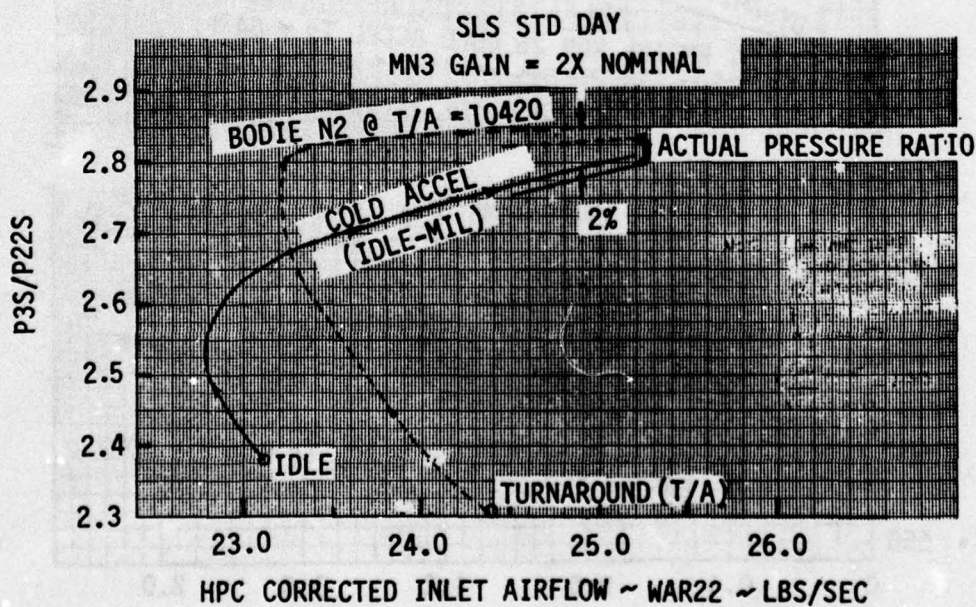 SLS STD DAY
MN3 GAIN = 2X NOMINAL
2.9
2.8
2.7
2.6
2.5
2.4
2.3
P3S/P22S
BODIE N2 @ T/A = 10420
ACTUAL PRESSURE RATIO
COLD ACCEL
(IDLE-MIL)
2%
IDLE
TURNAROUND (T/A)
23.0 24.0 25.0 26.0
HPC CORRECTED INLET AIRFLOW ~ WAR22 ~ LBS/SEC